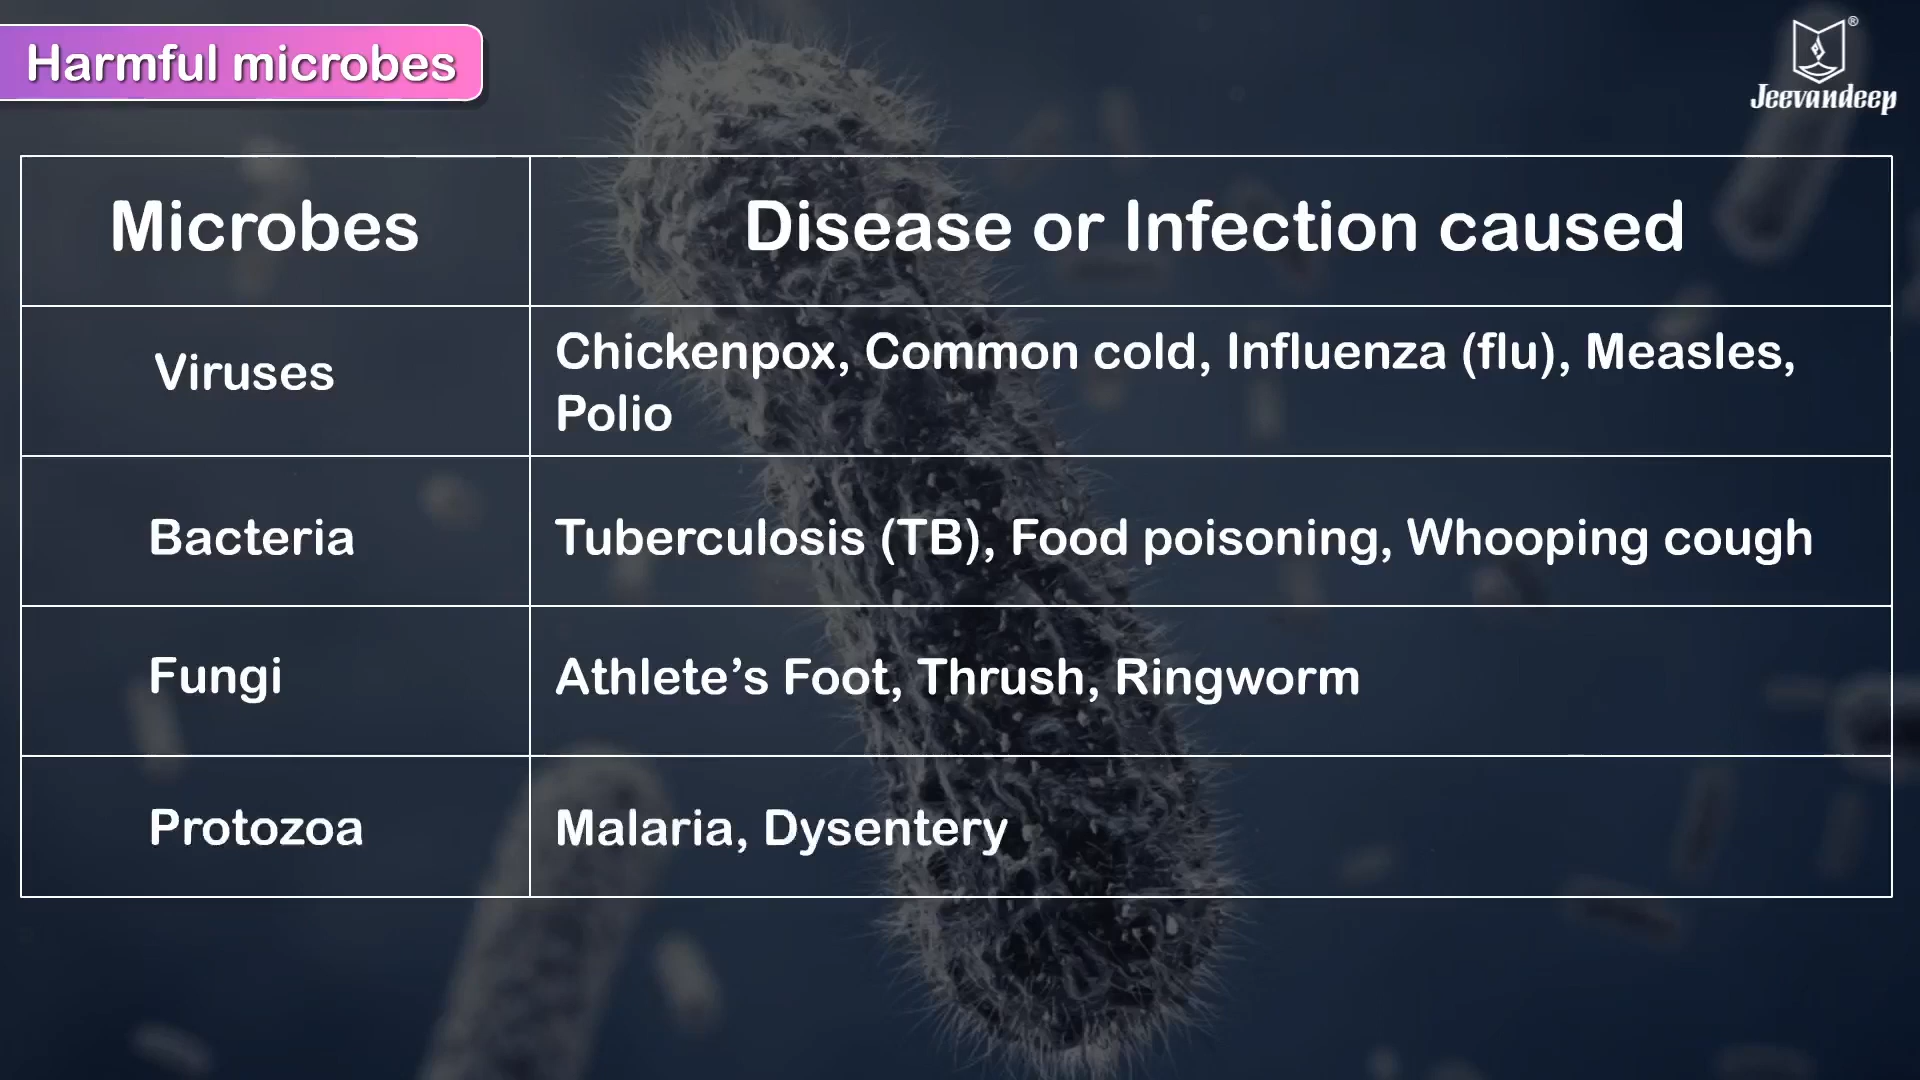 Harmful microbes
®
Jeevandeep
Microbes
Disease or Infection caused
Viruses
Chickenpox, Common cold, Influenza (flu), Measles,
Polio
Bacteria
Tuberculosis (TB), Food poisoning, Whooping cough
Fungi
Athlete’s Foot, Thrush, Ringworm
Protozoa
Malaria, Dysentery